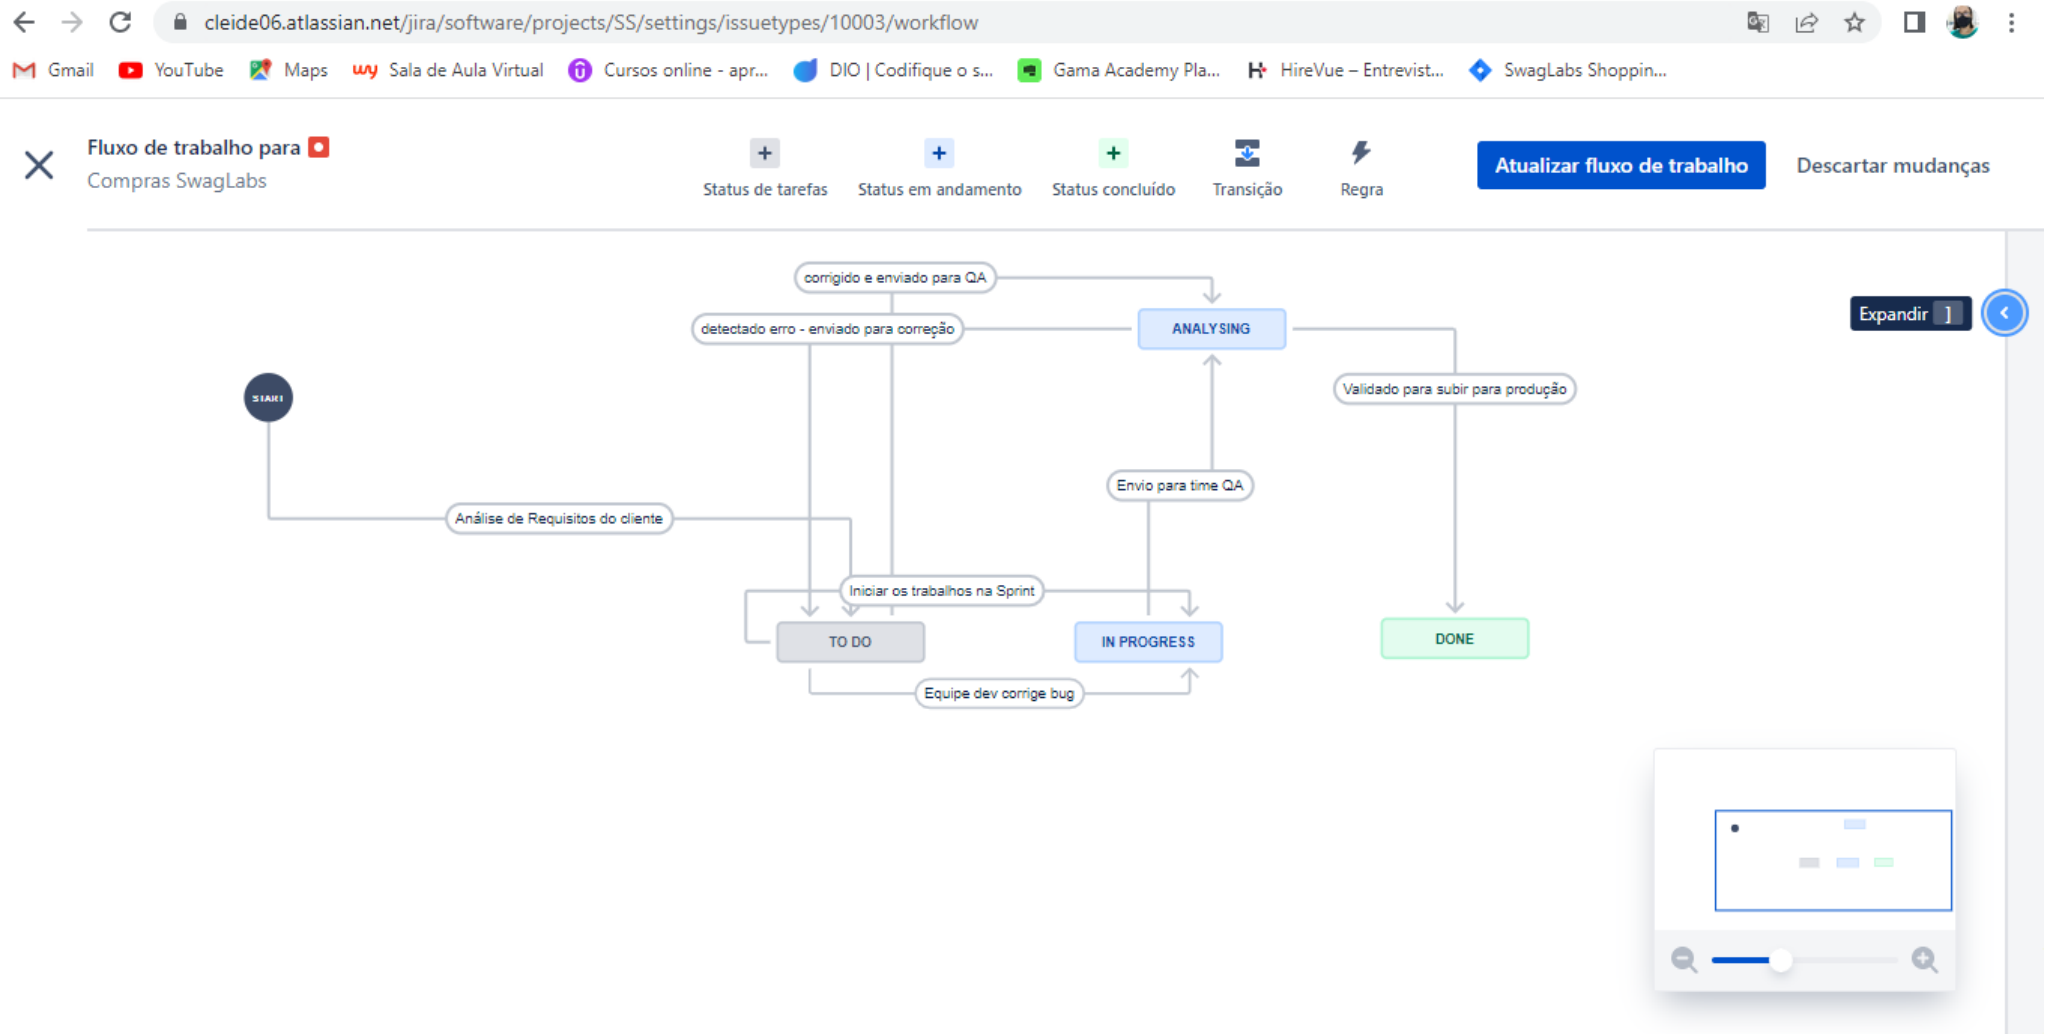 cleide06.atlassian.net/jira/software/projects/SS/settings/issuetypes/10003/workflow
Gmail YouTube Maps Sala de Aula Virtual Cursos online - apr... DIO | Codifique o s... Gama Academy Pla... HireVue – Entrevist... SwagLabs Shoppin...
Fluxo de trabalho para
Compras SwagLabs
Status de tarefas Status em andamento Status concluído Transição Regra
Atualizar fluxo de trabalho Descartar mudanças
corrigido e enviado para QA
Expandir ]
detectado erro - enviado para correção
ANALYSING
Validado para subir para produção
START
Envio para time QA
Análise de Requisitos do cliente
Iniciar os trabalhos na Sprint
TO DO
IN PROGRESS
DONE
Equipe dev corrige bug